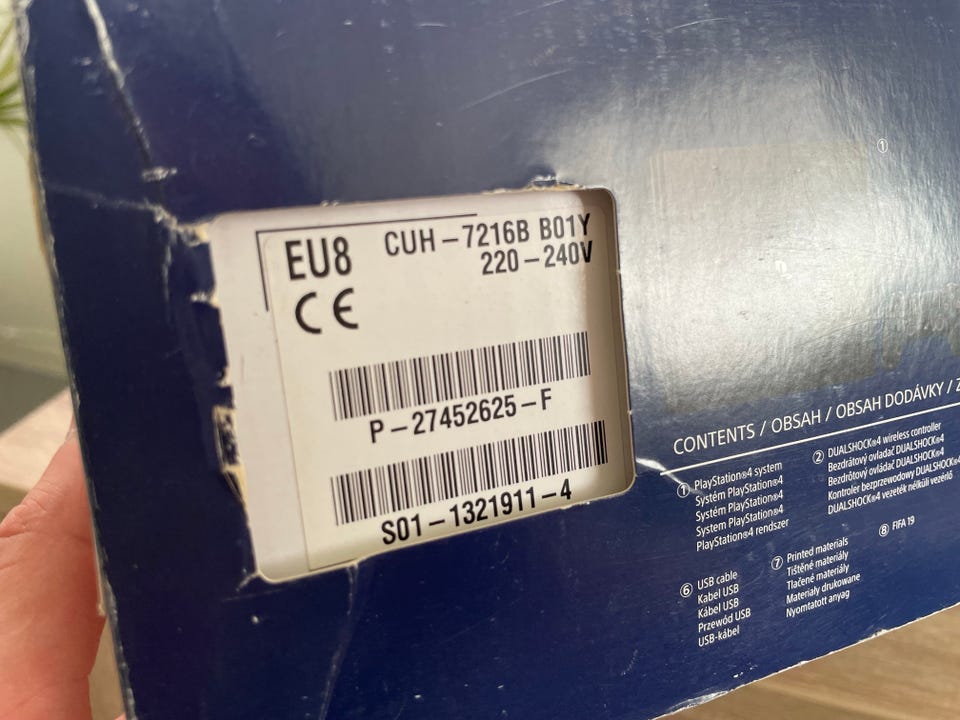 EU8
CUH-7216B B01Y
220-240V
CE
P-27452625-F
S01-1321911-4
①
CONTENTS / OBSAH / OBSAH DODÁVKY /
① PlayStation®4 system
Systém PlayStation®4
Systém PlayStation®4
System PlayStation®4
PlayStation®4 rendszer
② DUALSHOCK®4 wireless controller
Bezdrátový ovladač DUALSHOCK®4
Bezdrôtový ovládač DUALSHOCK®4
Kontroler bezprzewodowy DUALSHOCK®4
DUALSHOCK®4 vezeték nélküli vezérlő
⑥ USB cable
Kabel USB
Kábel USB
Przewód USB
USB-kábel
⑦ Printed materials
Tištěné materiály
Tlačené materiály
Materiały drukowane
Nyomtatott anyag
⑧ FIFA 19